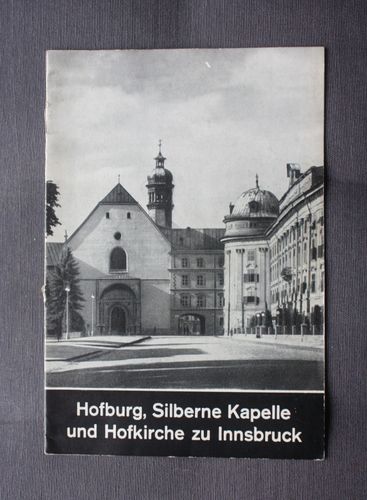 Hofburg, Silberne Kapelle
und Hofkirche zu Innsbruck